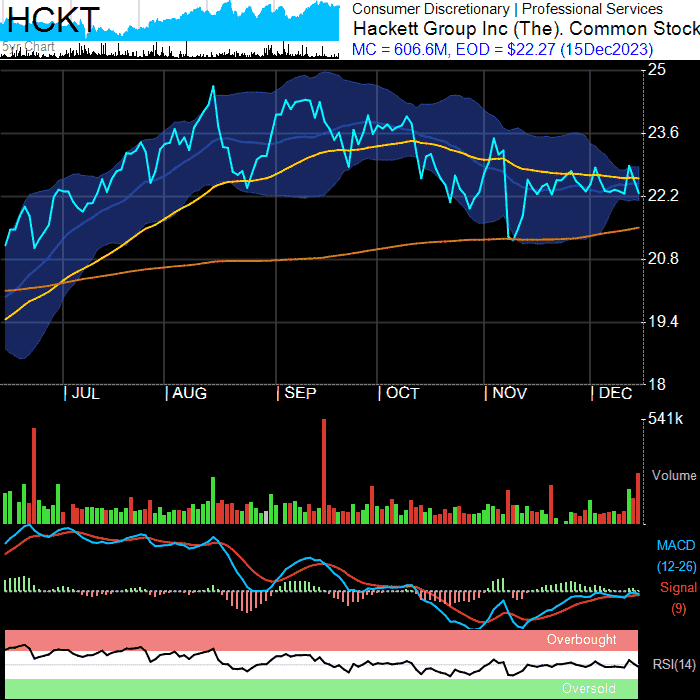 HCKT
5yr Chart
Consumer Discretionary | Professional Services
Hackett Group Inc (The). Common Stock
MC = 606.6M, EOD = $22.27 (15Dec2023)
25
23.6
22.2
20.8
19.4
18
| JUL | AUG | SEP | OCT | NOV | DEC
541k
Volume
MACD
(12-26)
Signal
(9)
Overbought
RSI(14)
Oversold